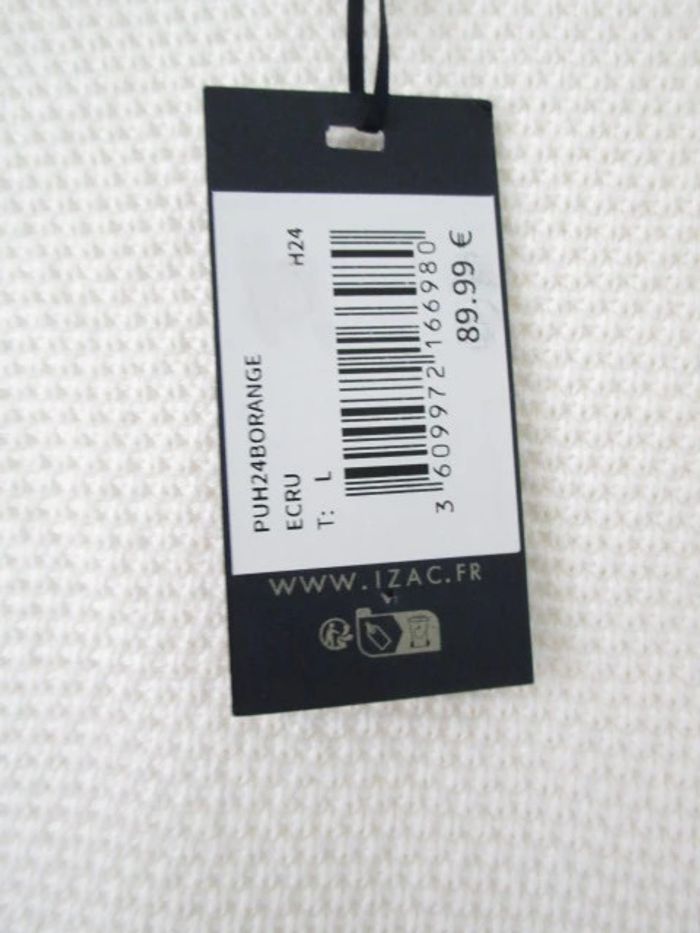 PUH24BORANGE
ECRU
H24
T: L
3 609972 166980
89.99 €
WWW.IZAC.FR